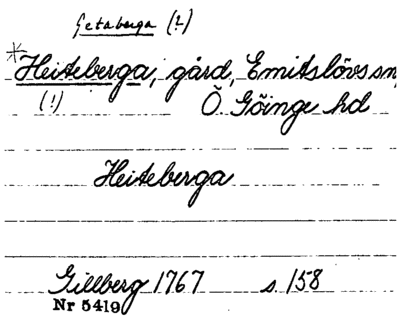 Getaberga (?)
*Heiteberga, gård, Emitslövs sn,
(!) Ö Göinge hd
Heiteberga
Gillberg 1767 s. 158
Nr 5419